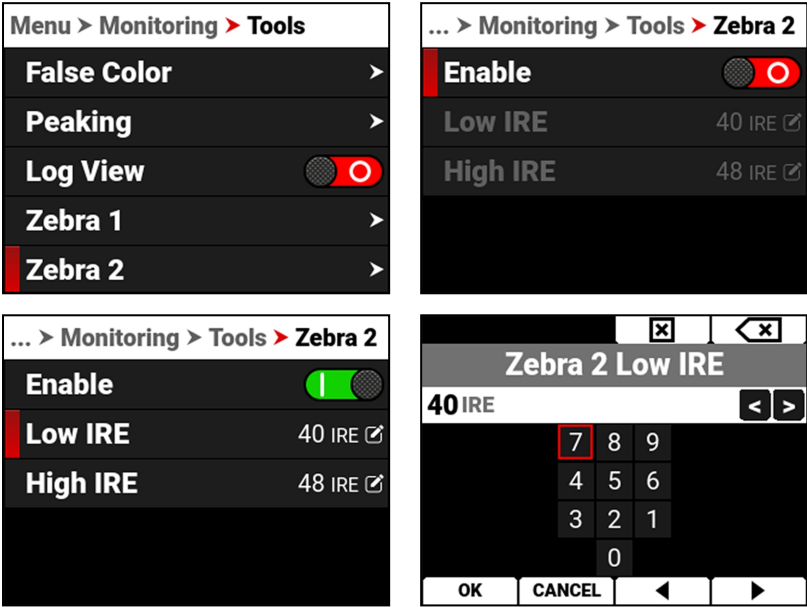 Menu > Monitoring > Tools
False Color >
Peaking >
Log View
Zebra 1 >
Zebra 2 >
... > Monitoring > Tools > Zebra 2
Enable
Low IRE 40 IRE
High IRE 48 IRE
... > Monitoring > Tools > Zebra 2
Enable
Low IRE 40 IRE
High IRE 48 IRE
Zebra 2 Low IRE
40 IRE < >
7 8 9
4 5 6
3 2 1
0
OK CANCEL